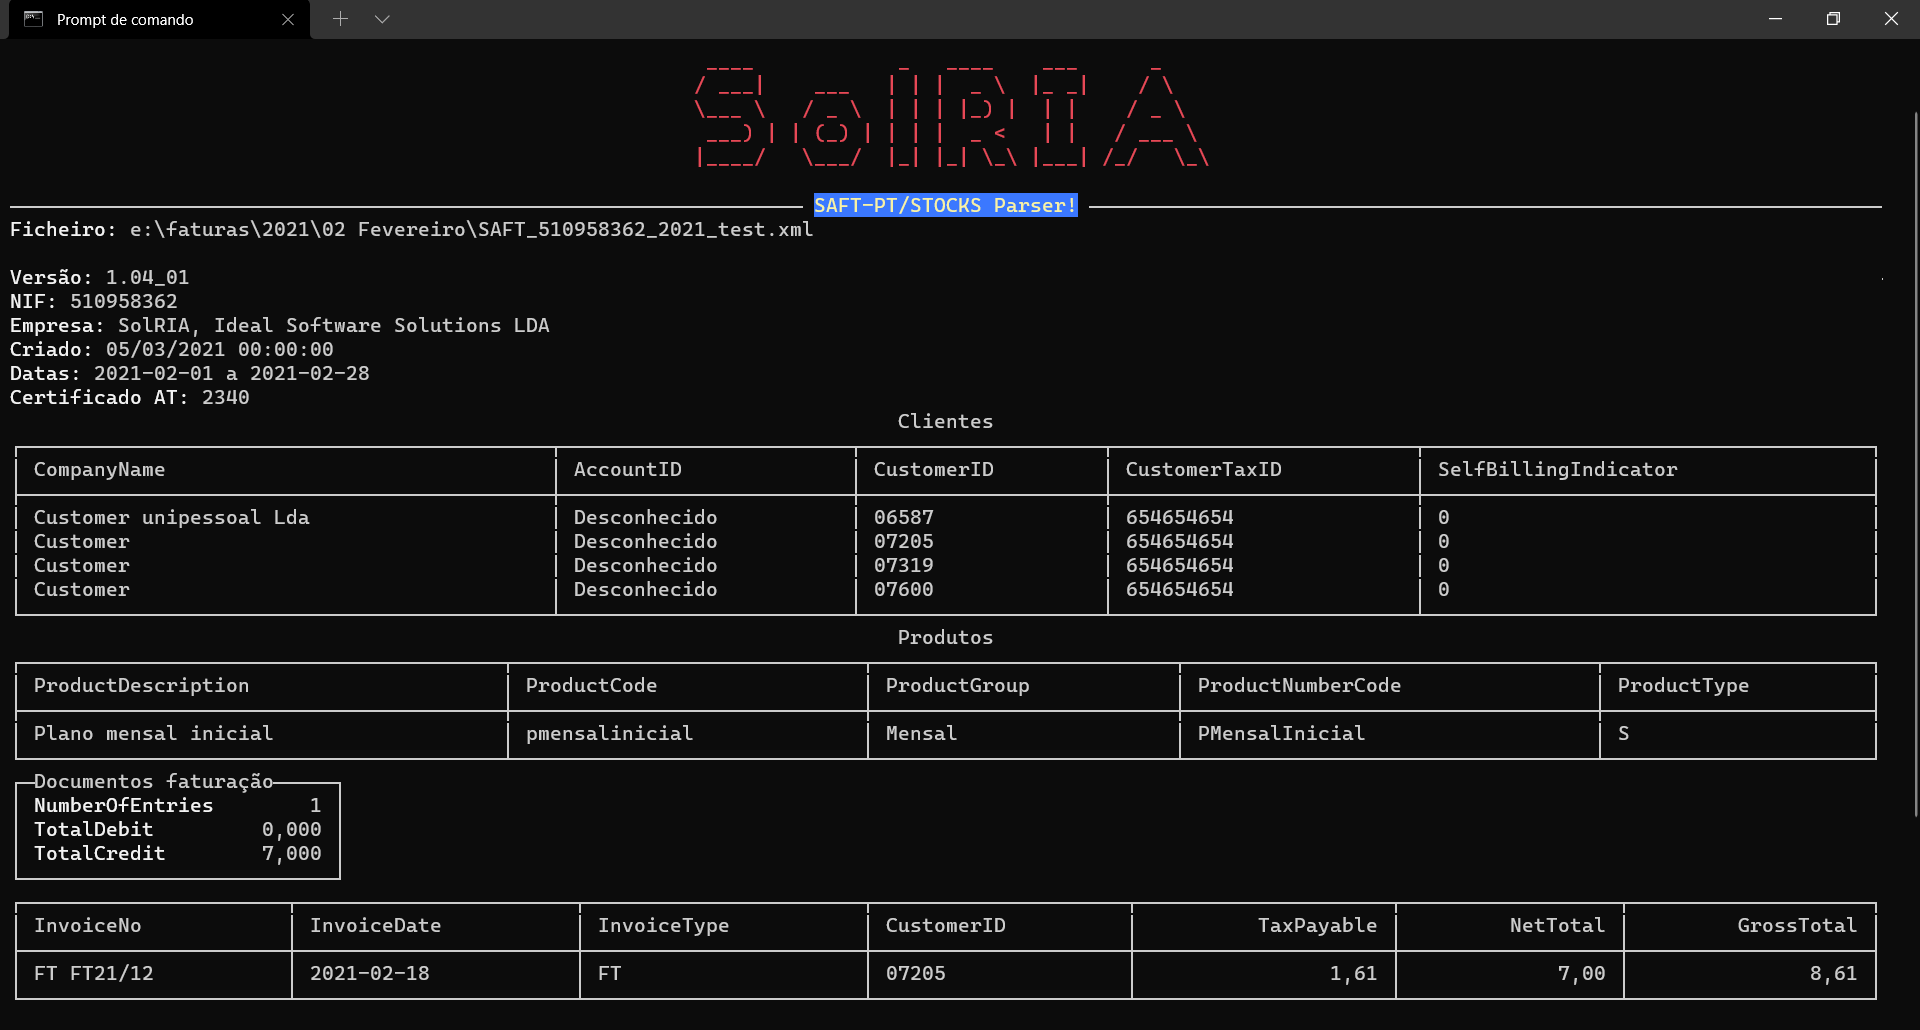 Prompt de comando
SolRIA
SAFT-PT/STOCKS Parser!
Ficheiro: e:\faturas\2021\02 Fevereiro\SAFT_510958362_2021_test.xml
Versão: 1.04_01
NIF: 510958362
Empresa: SolRIA, Ideal Software Solutions LDA
Criado: 05/03/2021 00:00:00
Datas: 2021-02-01 a 2021-02-28
Certificado AT: 2340
Clientes
CompanyName AccountID CustomerID CustomerTaxID SelfBillingIndicator
Customer unipessoal Lda Desconhecido 06587 654654654 0
Customer Desconhecido 07205 654654654 0
Customer Desconhecido 07319 654654654 0
Customer Desconhecido 07600 654654654 0
Produtos
ProductDescription ProductCode ProductGroup ProductNumberCode ProductType
Plano mensal inicial pmensalinicial Mensal PMensalInicial S
Documentos faturação
NumberOfEntries 1
TotalDebit 0,000
TotalCredit 7,000
InvoiceNo InvoiceDate InvoiceType CustomerID TaxPayable NetTotal GrossTotal
FT FT21/12 2021-02-18 FT 07205 1,61 7,00 8,61